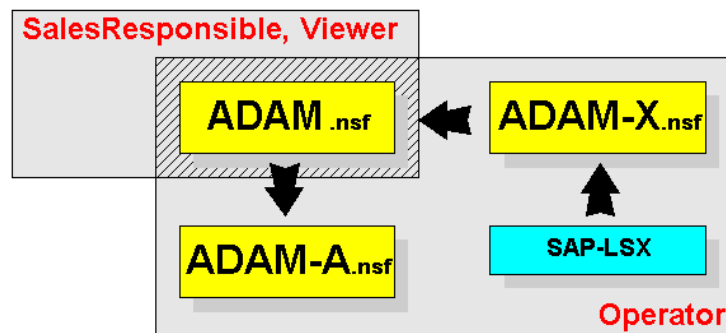 SalesResponsible, Viewer
ADAM .nsf
ADAM-X.nsf
ADAM-A.nsf
SAP-LSX
Operator